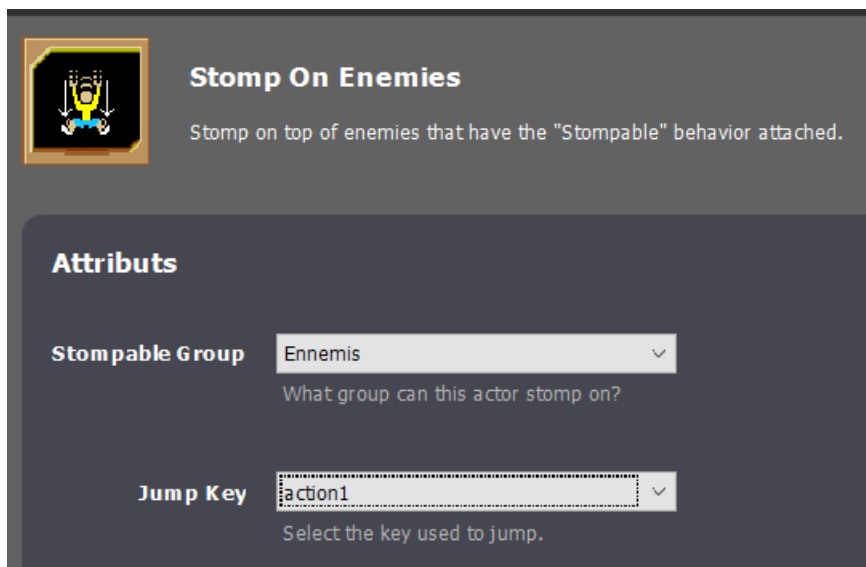 Stomp On Enemies
Stomp on top of enemies that have the "Stompable" behavior attached.
Attributs
Stompable Group
Ennemis
What group can this actor stomp on?
Jump Key
action1
Select the key used to jump.